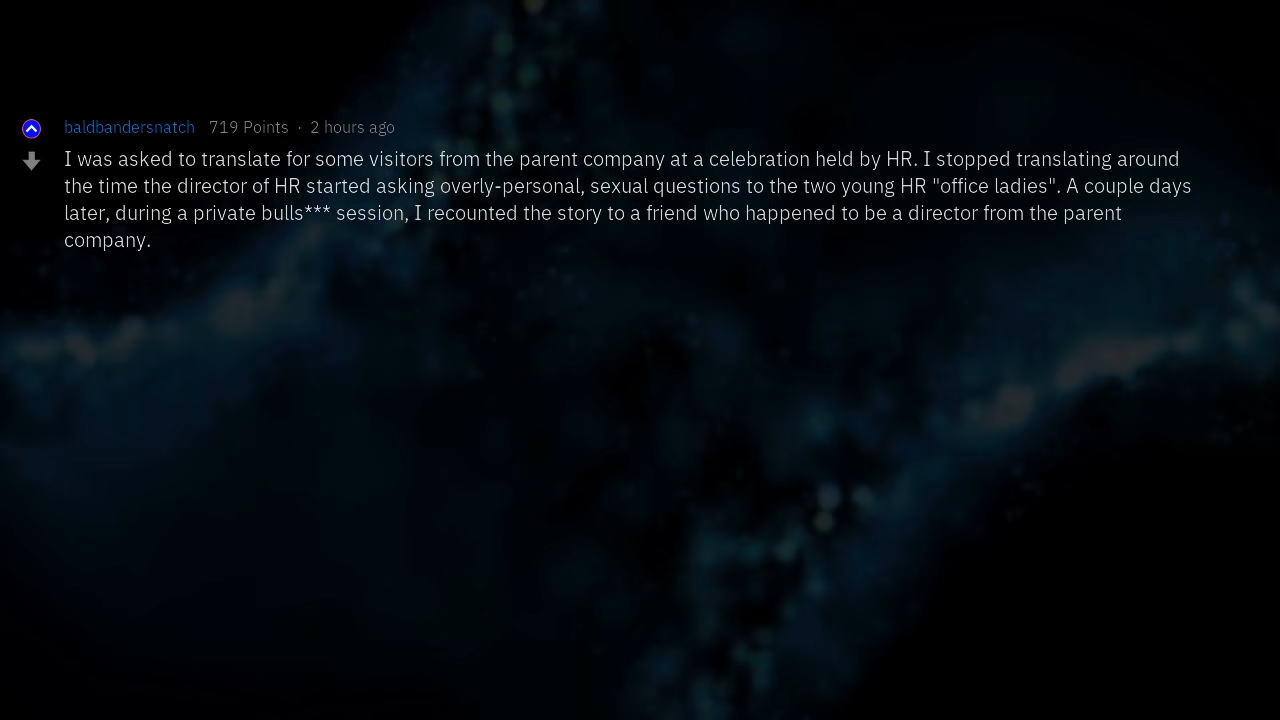 baldbandersnatch 719 Points · 2 hours ago
I was asked to translate for some visitors from the parent company at a celebration held by HR. I stopped translating around
the time the director of HR started asking overly-personal, sexual questions to the two young HR "office ladies". A couple days
later, during a private bulls*** session, I recounted the story to a friend who happened to be a director from the parent
company.